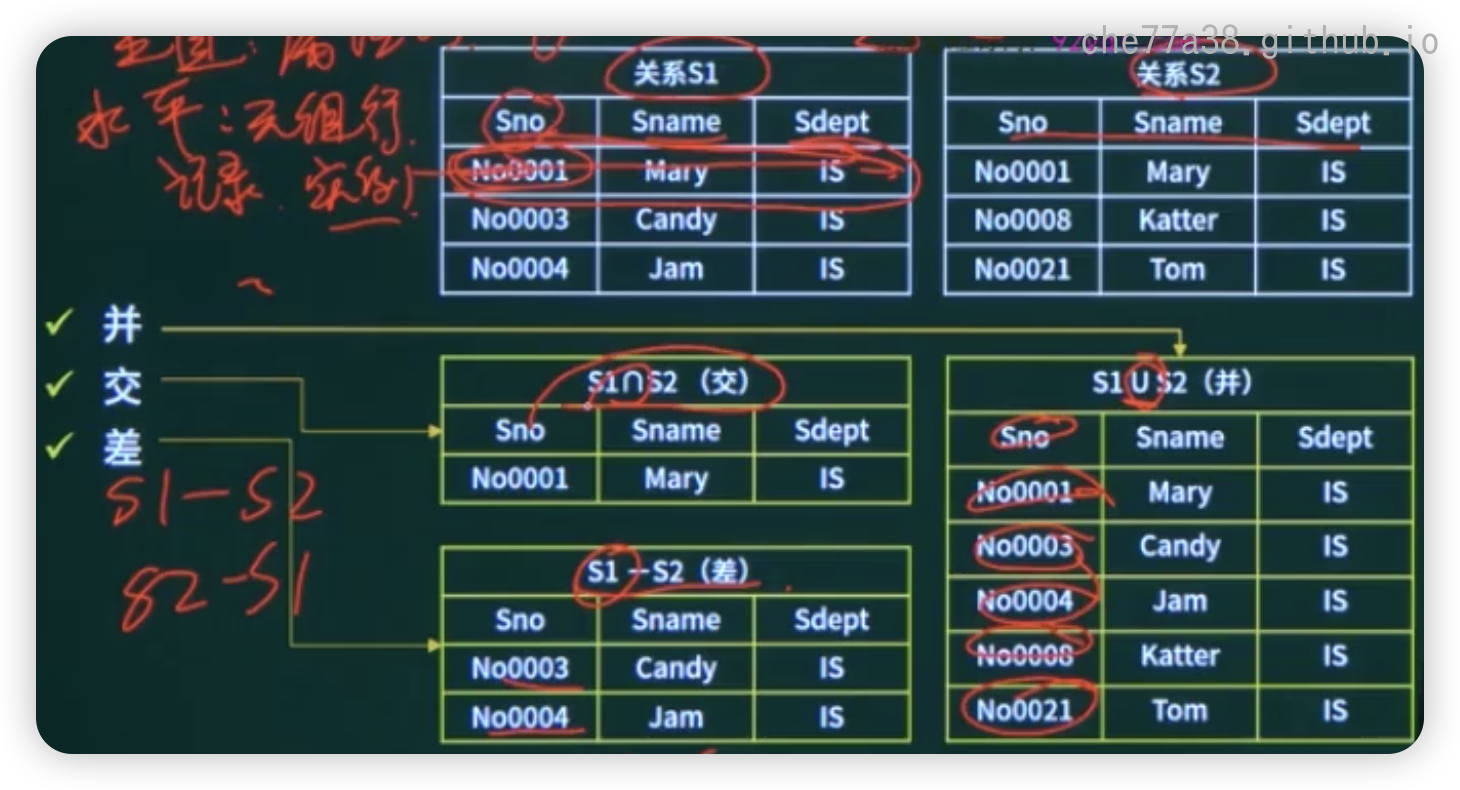 che77a38.github.io
关系S1
Sno Sname Sdept
No0001 Mary IS
No0003 Candy IS
No0004 Jam IS
关系S2
Sno Sname Sdept
No0001 Mary IS
No0008 Katter IS
No0021 Tom IS
水平:元组行.
记录.实例
✓ 并
✓ 交
✓ 差
S1-S2
S2-S1
S1∩S2（交）
Sno Sname Sdept
No0001 Mary IS
S1-S2（差）
Sno Sname Sdept
No0003 Candy IS
No0004 Jam IS
S1∪S2（并）
Sno Sname Sdept
No0001 Mary IS
No0003 Candy IS
No0004 Jam IS
No0008 Katter IS
No0021 Tom IS